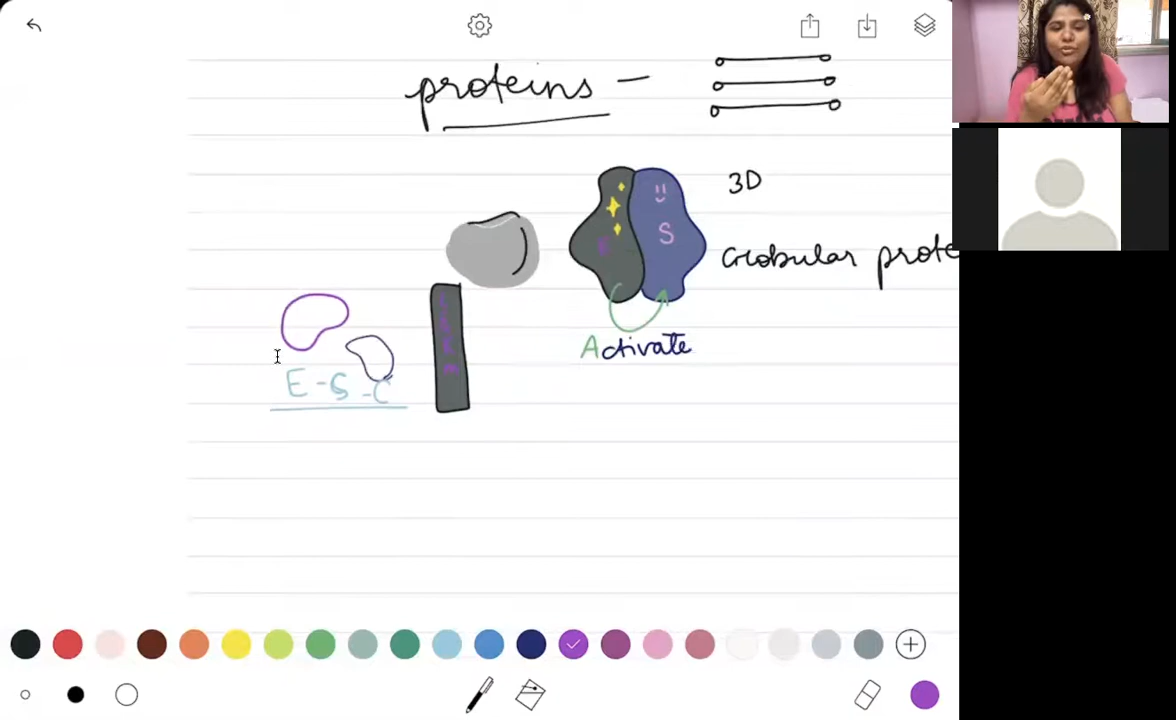 proteins -
3D
S
Globular prote
Activate
E-S-C